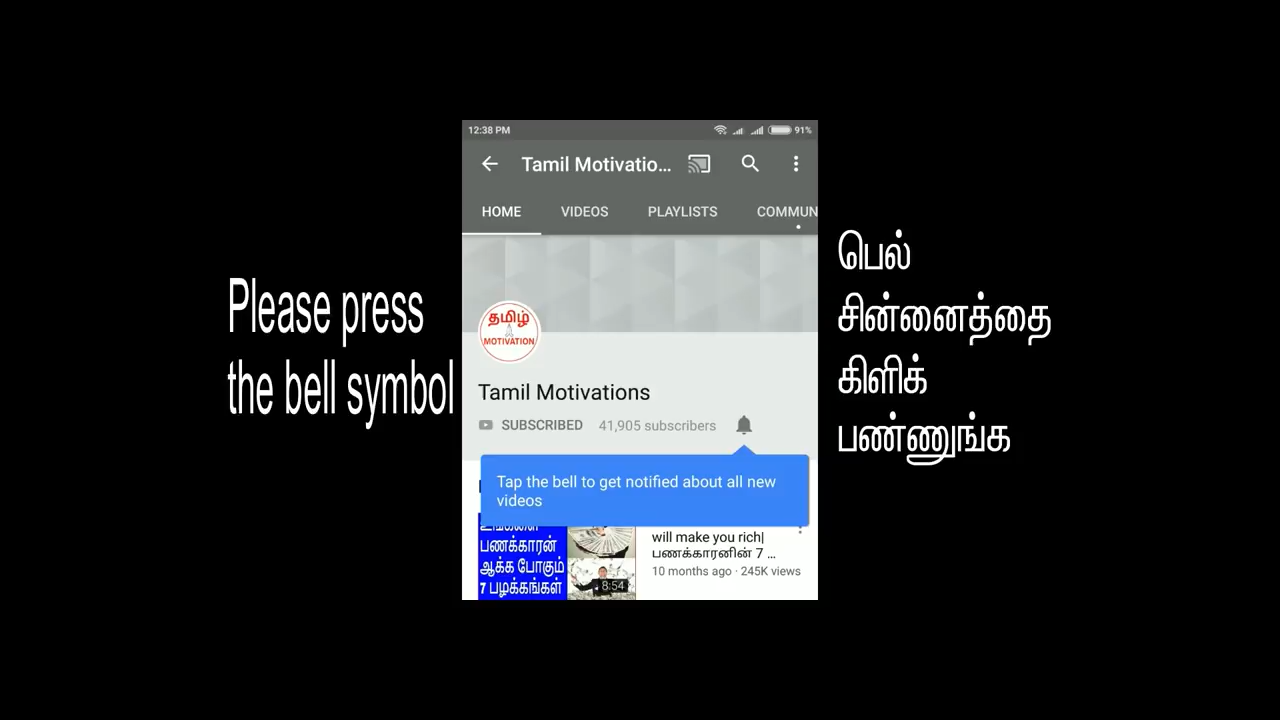 Please press
the bell symbol
12:38 PM
91%
Tamil Motivatio...
HOME VIDEOS PLAYLISTS COMMUN
தமிழ்
MOTIVATION
Tamil Motivations
SUBSCRIBED 41,905 subscribers
Tap the bell to get notified about all new
videos
உங்களை
பணக்காரன்
ஆக்க போகும்
7 பழக்கங்கள்
8:54
will make you rich|
பணக்காரனின் 7 ...
10 months ago · 245K views
பெல்
சின்னைத்தை
கிளிக்
பண்ணுங்க